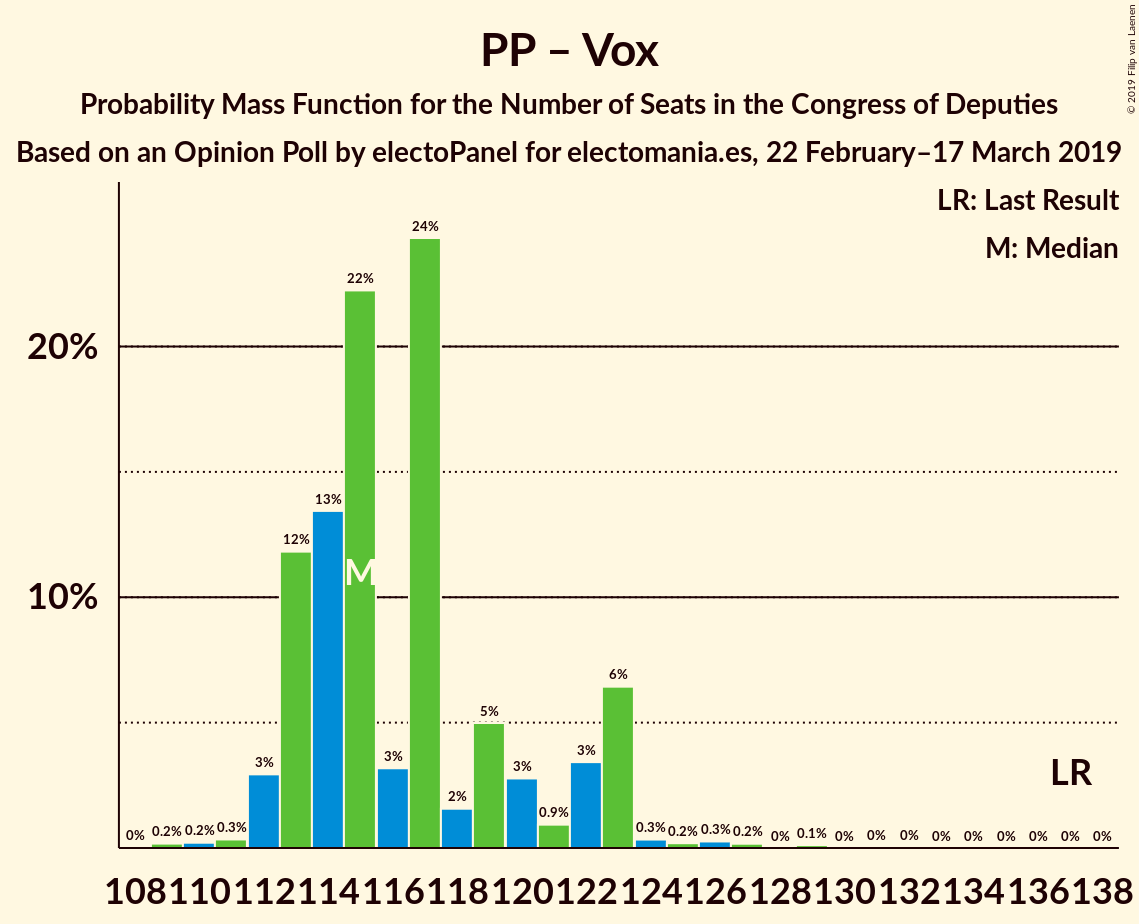 PP – Vox
Probability Mass Function for the Number of Seats in the Congress of Deputies
Based on an Opinion Poll by electoPanel for electomania.es, 22 February–17 March 2019
© 2019 Filip van Laenen
LR: Last Result
M: Median
20%
10%
0% 0.2% 0.2% 0.3% 3% 12% 13% 22% 3% 24% 2% 5% 3% 0.9% 3% 6% 0.3% 0.2% 0.3% 0.2% 0% 0.1% 0% 0% 0% 0% 0% 0% 0% 0% 0%
M
LR
108 110 112 114 116 118 120 122 124 126 128 130 132 134 136 138